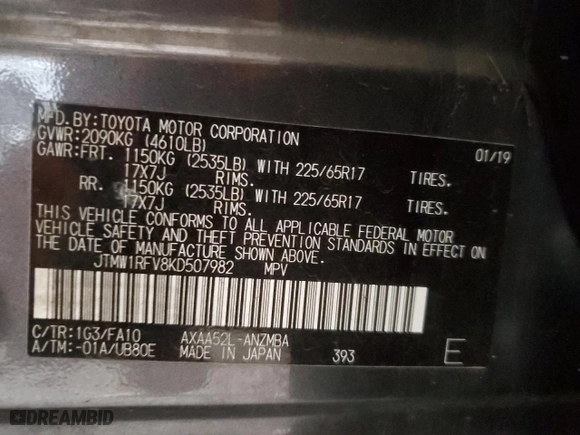 MFD. BY: TOYOTA MOTOR CORPORATION 01/19
GVWR: 2090KG (4610LB)
GAWR: FRT. 1150KG (2535LB) WITH 225/65R17 TIRES.
17X7J RIMS.
RR. 1150KG (2535LB) WITH 225/65R17 TIRES.
17X7J RIMS.
THIS VEHICLE CONFORMS TO ALL APPLICABLE FEDERAL MOTOR
VEHICLE SAFETY AND THEFT PREVENTION STANDARDS IN EFFECT ON
THE DATE OF MANUFACTURE SHOWN ABOVE.
JTMW1RFV8KD507982 MPV
C/TR: 1G3/FA10 AXAA52L-ANZMBA
A/TM: -01A/UB80E MADE IN JAPAN 393 E
DREAMBID